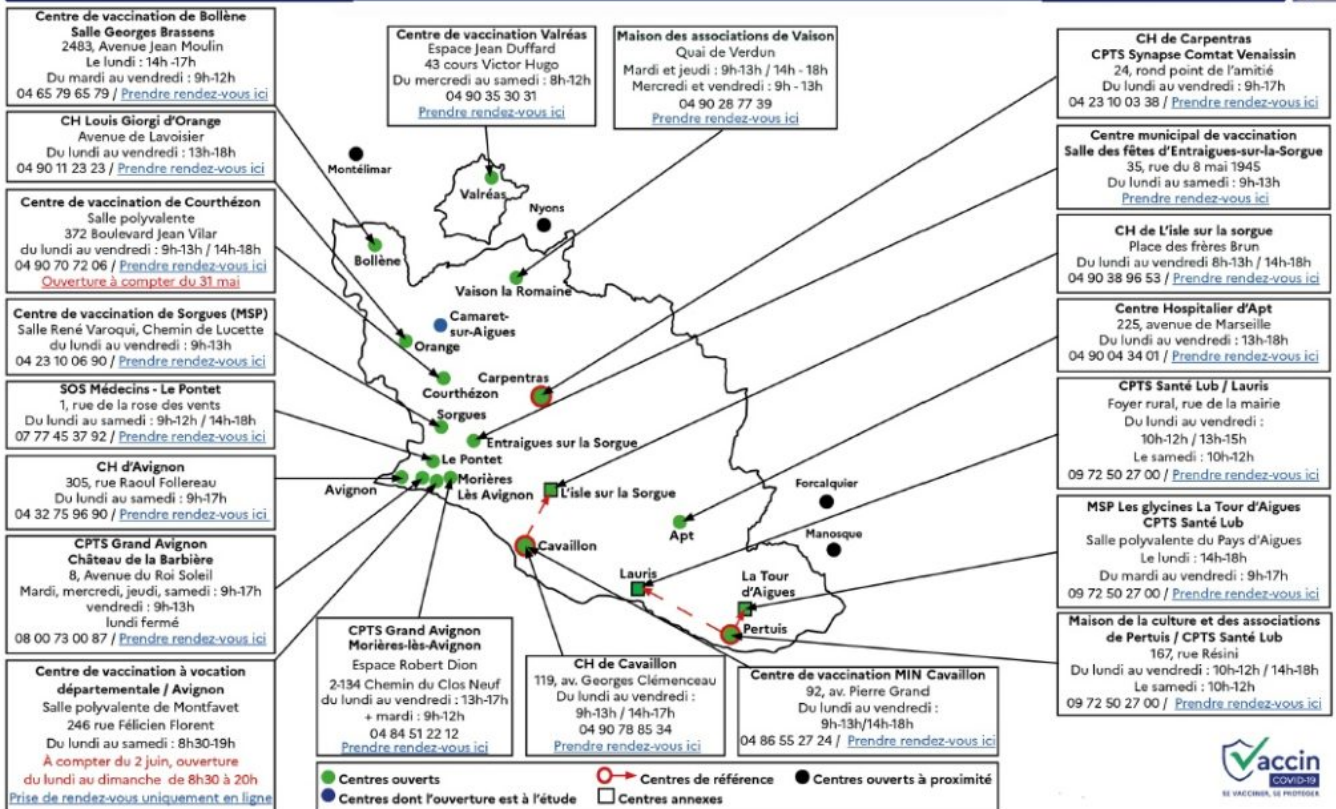 Centre de vaccination de Bollène
Salle Georges Brassens
2483, Avenue Jean Moulin
Le lundi : 14h -17h
Du mardi au vendredi : 9h-12h
04 65 79 65 79 / Prendre rendez-vous ici
CH Louis Giorgi d'Orange
Avenue de Lavoisier
Du lundi au vendredi : 13h-18h
04 90 11 23 23 / Prendre rendez-vous ici
Centre de vaccination de Courthézon
Salle polyvalente
372 Boulevard Jean Vilar
du lundi au vendredi : 9h-13h / 14h-18h
04 90 70 72 06 / Prendre rendez-vous ici
Ouverture à compter du 31 mai
Centre de vaccination de Sorgues (MSP)
Salle René Varoqui, Chemin de Lucette
du lundi au vendredi : 9h-13h
04 23 10 06 90 / Prendre rendez-vous ici
SOS Médecins - Le Pontet
1, rue de la rose des vents
Du lundi au samedi : 9h-12h / 14h-18h
07 77 45 37 92 / Prendre rendez-vous ici
CH d'Avignon
305, rue Raoul Follereau
Du lundi au samedi : 9h-17h
04 32 75 96 90 / Prendre rendez-vous ici
CPTS Grand Avignon
Château de la Barbière
8, Avenue du Roi Soleil
Mardi, mercredi, jeudi, samedi : 9h-17h
vendredi : 9h-13h
lundi fermé
08 00 73 00 87 / Prendre rendez-vous ici
Centre de vaccination à vocation
départementale / Avignon
Salle polyvalente de Montfavet
246 rue Félicien Florent
Du lundi au samedi : 8h30-19h
À compter du 2 juin, ouverture
du lundi au dimanche de 8h30 à 20h
Prise de rendez-vous uniquement en ligne
Centre de vaccination Valréas
Espace Jean Duffard
43 cours Victor Hugo
Du mercredi au samedi : 8h-12h
04 90 35 30 31
Prendre rendez-vous ici
Maison des associations de Vaison
Quai de Verdun
Mardi et jeudi : 9h-13h / 14h - 18h
Mercredi et vendredi : 9h - 13h
04 90 28 77 39
Prendre rendez-vous ici
Montélimar
Valréas
Nyons
Bollène
Vaison la Romaine
Camaret-
sur-Aigues
Orange
Carpentras
Courthézon
Sorgues
Entraigues sur la Sorgue
Le Pontet
Avignon
Morières
Lès Avignon
L'isle sur la Sorgue
Forcalquier
Apt
Manosque
Cavaillon
Lauris
La Tour
d'Aigues
Pertuis
CPTS Grand Avignon
Morières-lès-Avignon
Espace Robert Dion
2-134 Chemin du Clos Neuf
du lundi au vendredi : 13h-17h
+ mardi : 9h-12h
04 84 51 22 12
Prendre rendez-vous ici
CH de Cavaillon
119, av. Georges Clémenceau
Du lundi au vendredi :
9h-13h / 14h-17h
04 90 78 85 34
Prendre rendez-vous ici
Centre de vaccination MIN Cavaillon
92, av. Pierre Grand
Du lundi au vendredi :
9h-13h/14h-18h
04 86 55 27 24 / Prendre rendez-vous ici
CH de Carpentras
CPTS Synapse Comtat Venaissin
24, rond point de l'amitié
Du lundi au vendredi : 9h-17h
04 23 10 03 38 / Prendre rendez-vous ici
Centre municipal de vaccination
Salle des fêtes d'Entraigues-sur-la-Sorgue
35, rue du 8 mai 1945
Du lundi au samedi : 9h-13h
Prendre rendez-vous ici
CH de L'isle sur la sorgue
Place des frères Brun
Du lundi au vendredi 8h-13h / 14h-18h
04 90 38 96 53 / Prendre rendez-vous ici
Centre Hospitalier d'Apt
225, avenue de Marseille
Du lundi au vendredi : 13h-18h
04 90 04 34 01 / Prendre rendez-vous ici
CPTS Santé Lub / Lauris
Foyer rural, rue de la mairie
Du lundi au vendredi :
10h-12h / 13h-15h
Le samedi : 10h-12h
09 72 50 27 00 / Prendre rendez-vous ici
MSP Les glycines La Tour d'Aigues
CPTS Santé Lub
Salle polyvalente du Pays d'Aigues
Le lundi : 14h-18h
Du mardi au vendredi : 9h-17h
09 72 50 27 00 / Prendre rendez-vous ici
Maison de la culture et des associations
de Pertuis / CPTS Santé Lub
167, rue Résini
Du lundi au vendredi : 10h-12h / 14h-18h
Le samedi : 10h-12h
09 72 50 27 00 / Prendre rendez-vous ici
Centres ouverts
Centres de référence
Centres ouverts à proximité
Centres dont l'ouverture est à l'étude
Centres annexes
Vaccin
COVID-19
SE VACCINER, SE PROTÉGER